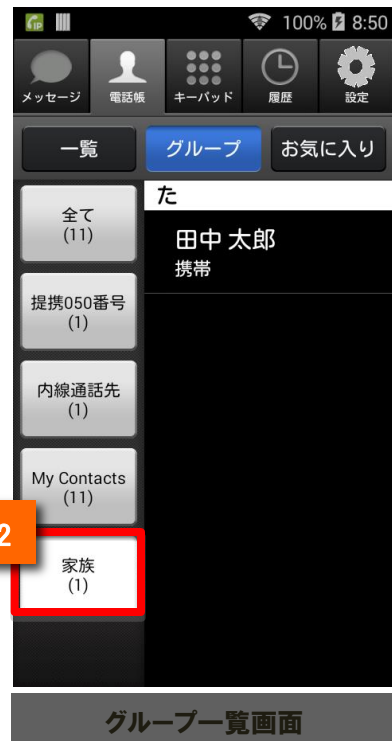 IP
100% 8:50
メッセージ
電話帳
キーパッド
履歴
設定
一覧
グループ
お気に入り
全て
(11)
た
田中 太郎
携帯
提携050番号
(1)
内線通話先
(1)
My Contacts
(11)
2
家族
(1)
グループ一覧画面